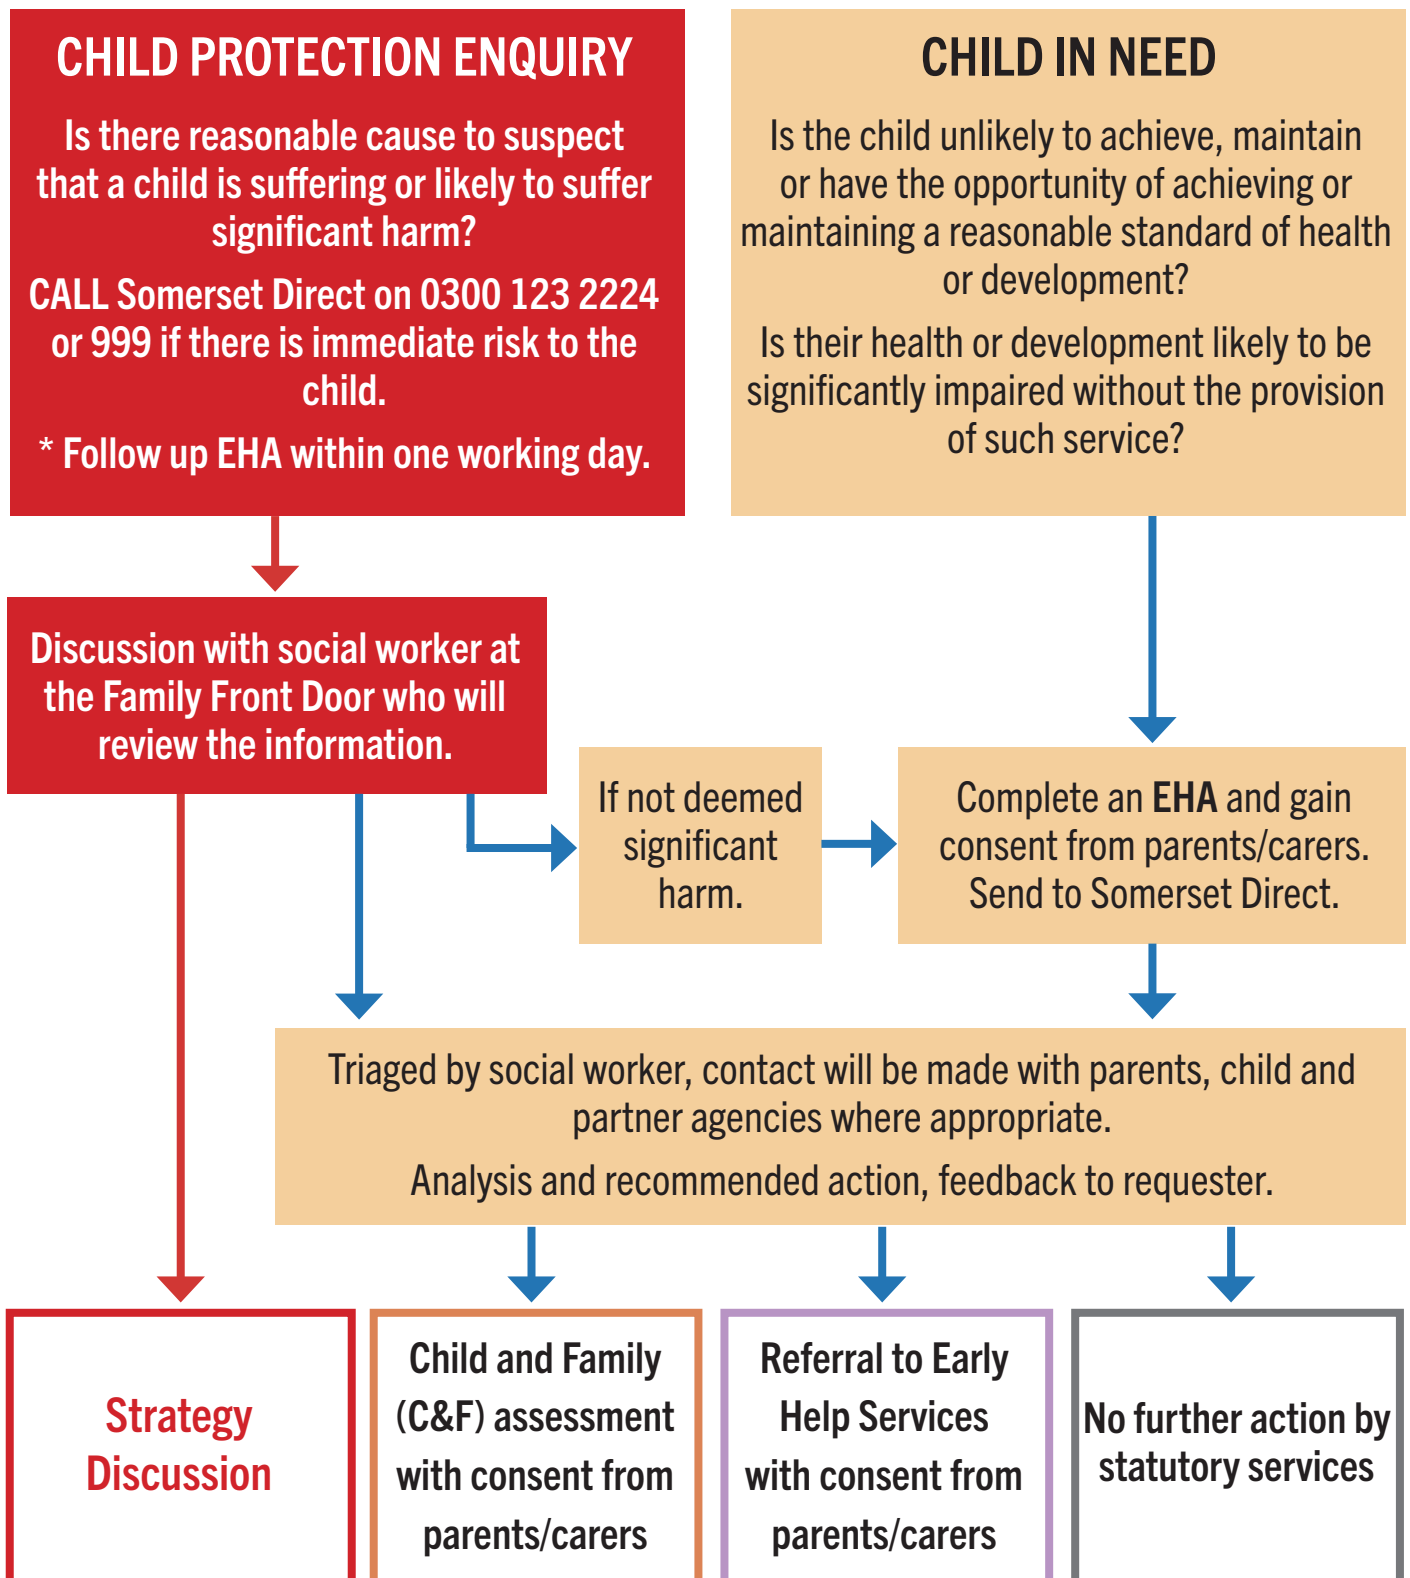 CHILD PROTECTION ENQUIRY
Is there reasonable cause to suspect
that a child is suffering or likely to suffer
significant harm?
CALL Somerset Direct on 0300 123 2224
or 999 if there is immediate risk to the
child.
* Follow up EHA within one working day.
CHILD IN NEED
Is the child unlikely to achieve, maintain
or have the opportunity of achieving or
maintaining a reasonable standard of health
or development?
Is their health or development likely to be
significantly impaired without the provision
of such service?
Discussion with social worker at
the Family Front Door who will
review the information.
If not deemed
significant
harm.
Complete an EHA and gain
consent from parents/carers.
Send to Somerset Direct.
Triaged by social worker, contact will be made with parents, child and
partner agencies where appropriate.
Analysis and recommended action, feedback to requester.
Strategy
Discussion
Child and Family
(C&F) assessment
with consent from
parents/carers
Referral to Early
Help Services
with consent from
parents/carers
No further action by
statutory services